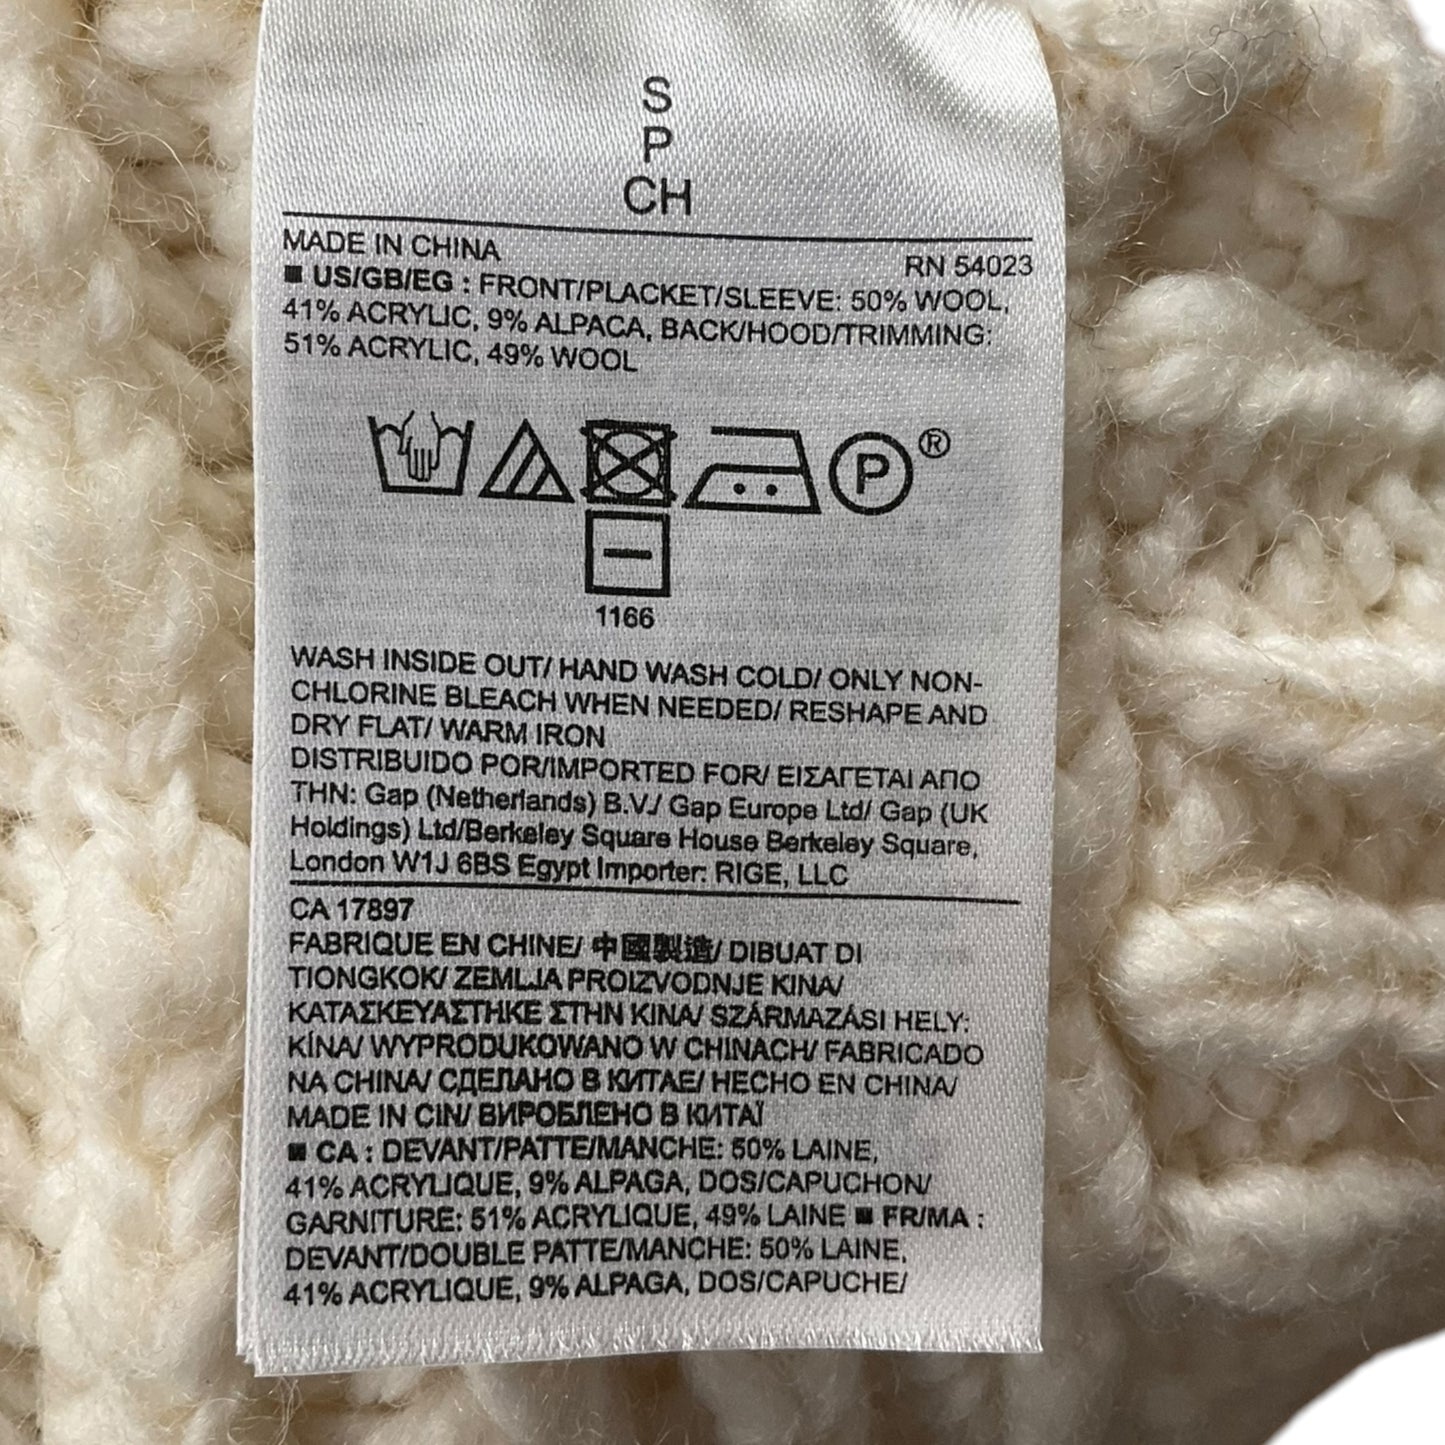 S
P
CH
MADE IN CHINA
RN 54023
■ US/GB/EG : FRONT/PLACKET/SLEEVE: 50% WOOL,
41% ACRYLIC, 9% ALPACA, BACK/HOOD/TRIMMING:
51% ACRYLIC, 49% WOOL
P ®
1166
WASH INSIDE OUT/ HAND WASH COLD/ ONLY NON-
CHLORINE BLEACH WHEN NEEDED/ RESHAPE AND
DRY FLAT/ WARM IRON
DISTRIBUIDO POR/IMPORTED FOR/ ΕΙΣΑΓΕΤΑΙ ΑΠΟ
ΤΗΝ: Gap (Netherlands) B.V./ Gap Europe Ltd/ Gap (UK
Holdings) Ltd/Berkeley Square House Berkeley Square,
London W1J 6BS Egypt Importer: RIGE, LLC
CA 17897
FABRIQUE EN CHINE/ 中國製造/ DIBUAT DI
TIONGKOK/ ZEMLJA PROIZVODNJE KINA/
ΚΑΤΑΣΚΕΥΑΣΤΗΚΕ ΣΤΗΝ ΚΙΝΑ/ SZÁRMAZÁSI HELY:
KÍNA/ WYPRODUKOWANO W CHINACH/ FABRICADO
NA CHINA/ СДЕЛАНО В КИТАЕ/ HECHO EN CHINA/
MADE IN CIN/ ВИРОБЛЕНО В КИТАЇ
■ CA : DEVANT/PATTE/MANCHE: 50% LAINE,
41% ACRYLIQUE, 9% ALPAGA, DOS/CAPUCHON/
GARNITURE: 51% ACRYLIQUE, 49% LAINE ■ FR/MA :
DEVANT/DOUBLE PATTE/MANCHE: 50% LAINE,
41% ACRYLIQUE, 9% ALPAGA, DOS/CAPUCHE/